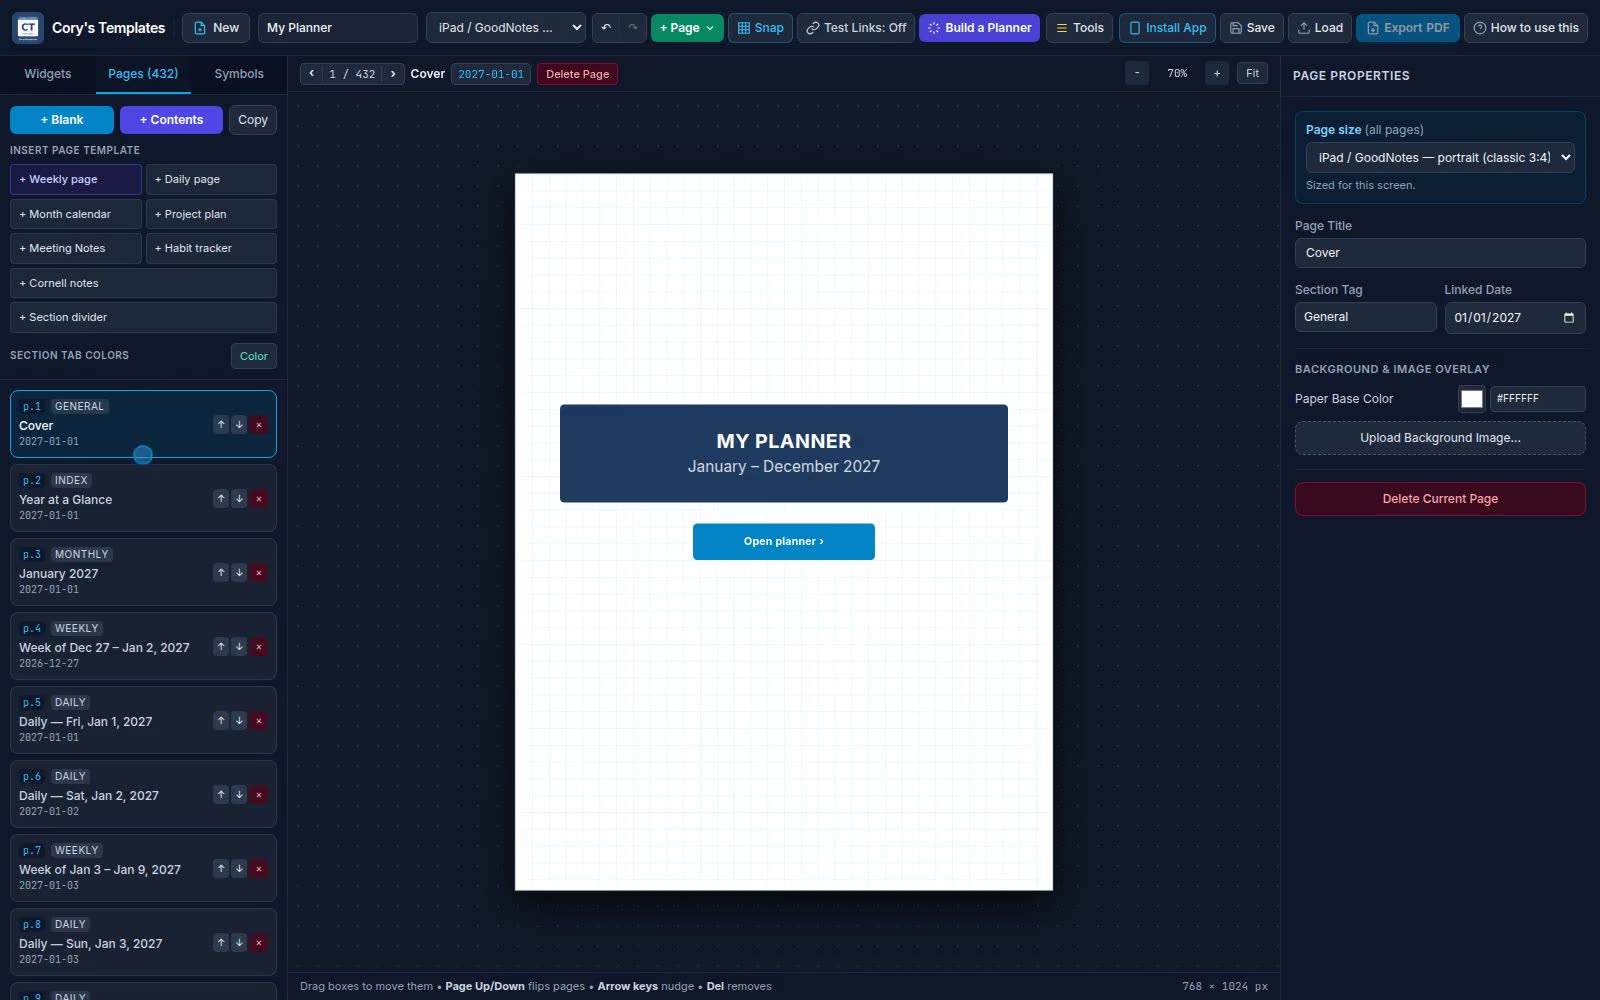 CT
Cory's Templates
New
My Planner
iPad / GoodNotes ...
+ Page
Snap
Test Links: Off
Build a Planner
Tools
Install App
Save
Load
Export PDF
How to use this
Widgets
Pages (432)
Symbols
+ Blank
+ Contents
Copy
INSERT PAGE TEMPLATE
+ Weekly page
+ Daily page
+ Month calendar
+ Project plan
+ Meeting Notes
+ Habit tracker
+ Cornell notes
+ Section divider
SECTION TAB COLORS
Color
p.1 GENERAL
Cover
2027-01-01
p.2 INDEX
Year at a Glance
2027-01-01
p.3 MONTHLY
January 2027
2027-01-01
p.4 WEEKLY
Week of Dec 27 – Jan 2, 2027
2026-12-27
p.5 DAILY
Daily — Fri, Jan 1, 2027
2027-01-01
p.6 DAILY
Daily — Sat, Jan 2, 2027
2027-01-02
p.7 WEEKLY
Week of Jan 3 – Jan 9, 2027
2027-01-03
p.8 DAILY
Daily — Sun, Jan 3, 2027
2027-01-03
p.9 DAILY
‹ 1 / 432 ›
Cover
2027-01-01
Delete Page
- 70% +
Fit
MY PLANNER
January – December 2027
Open planner ›
Drag boxes to move them • Page Up/Down flips pages • Arrow keys nudge • Del removes
768 × 1024 px
PAGE PROPERTIES
Page size (all pages)
iPad / GoodNotes — portrait (classic 3:4)
Sized for this screen.
Page Title
Cover
Section Tag
Linked Date
General
01/01/2027
BACKGROUND & IMAGE OVERLAY
Paper Base Color
#FFFFFF
Upload Background Image...
Delete Current Page